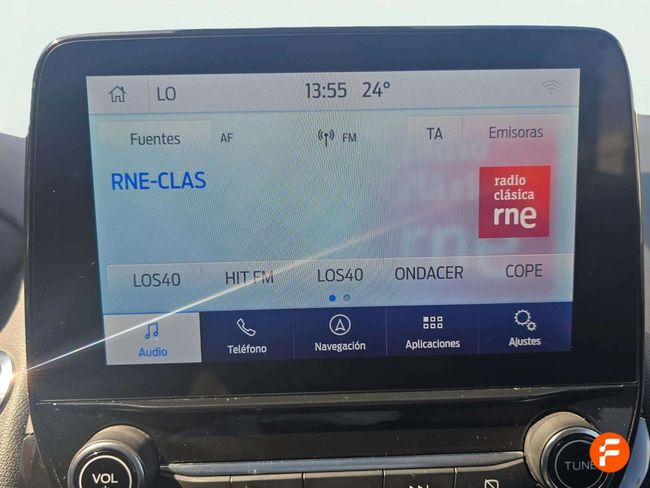 LO 13:55 24°
Fuentes AF FM TA Emisoras
RNE-CLAS
radio
clásica
rne
LOS40 HIT FM LOS40 ONDACER COPE
Audio Teléfono Navegación Aplicaciones Ajustes
VOL TUNE